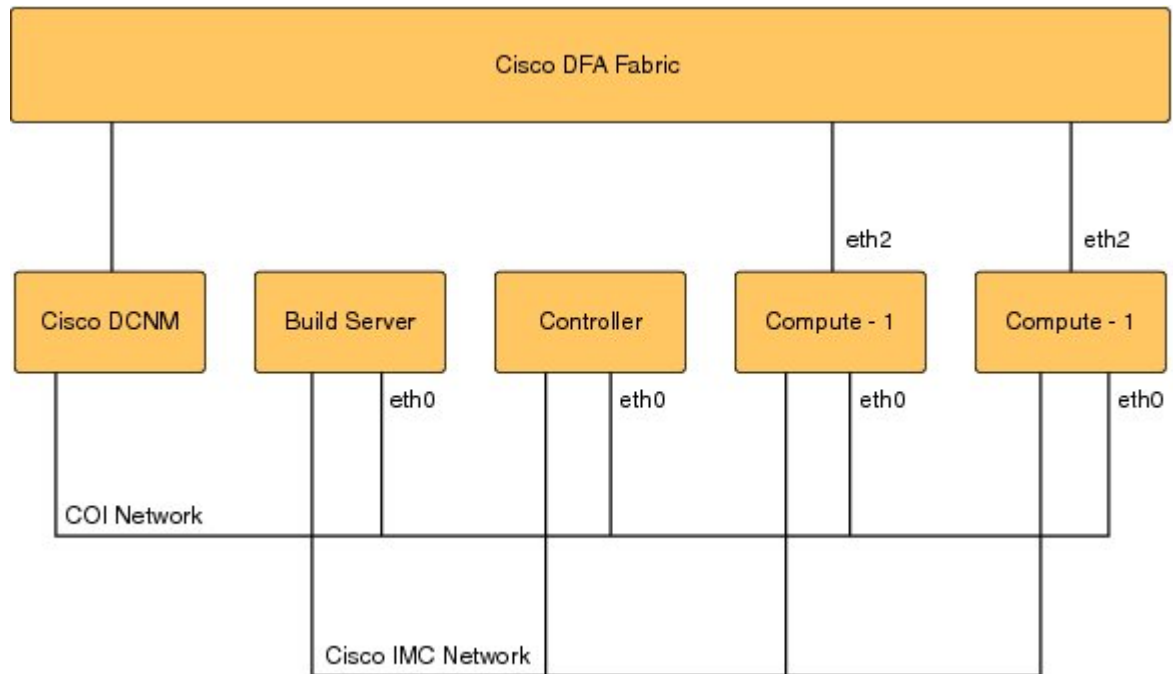 Cisco DFA Fabric
eth2
eth2
Cisco DCNM
Build Server
Controller
Compute - 1
Compute - 1
eth0
eth0
eth0
eth0
COI Network
Cisco IMC Network